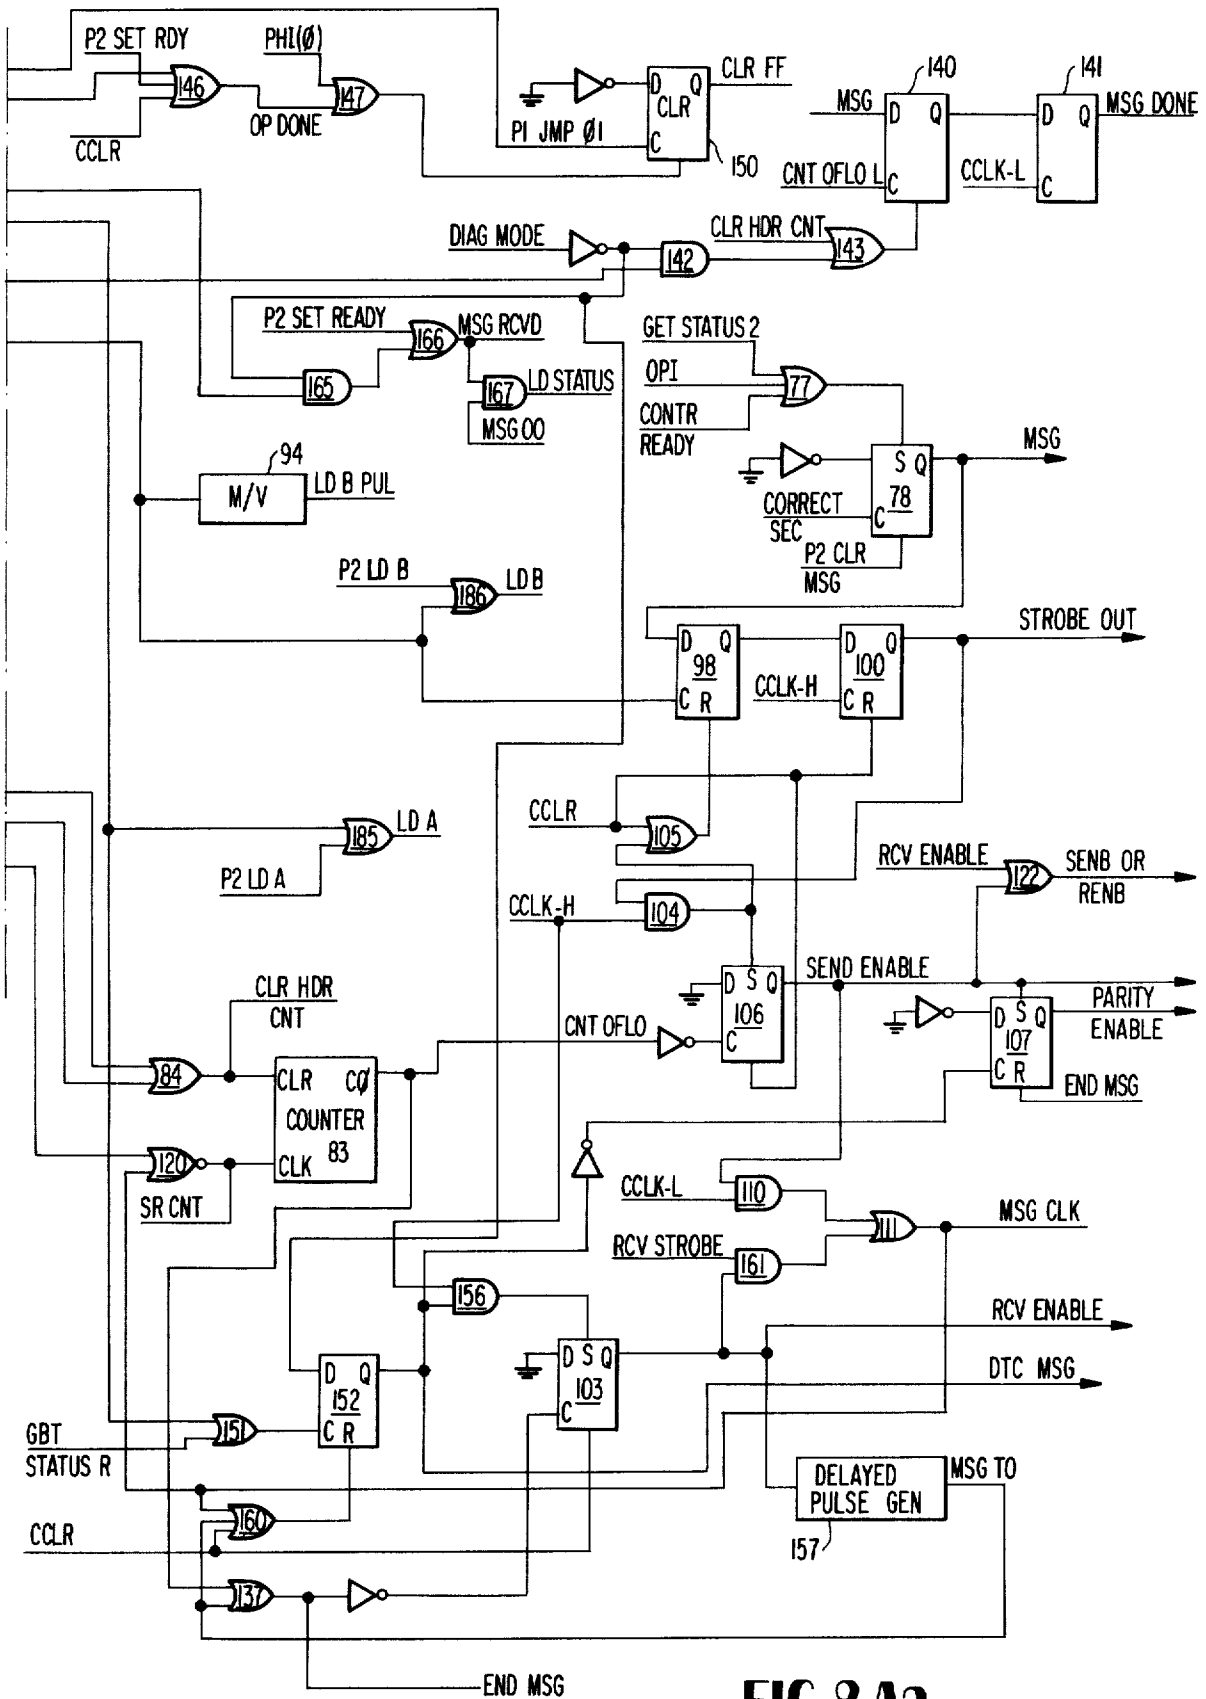 P2 SET RDY
PHI(Ø)
146
147
OP DONE
CCLR
PI JMP Ø1
D Q
CLR
C
CLR FF
150
140
141
MSG
D Q
C
CNT OFLO L
CCLK-L
D Q
C
MSG DONE
DIAG MODE
142
CLR HDR CNT
143
P2 SET READY
166
MSG RCVD
165
167
LD STATUS
MSG 00
GET STATUS 2
OPI
77
CONTR
READY
94
M/V
LD B PUL
S Q
78
C
MSG
CORRECT
SEC
P2 CLR
MSG
P2 LD B
186
LD B
D Q
98
C R
CCLK-H
D Q
100
C R
STROBE OUT
CCLR
105
LD A
185
P2 LD A
RCV ENABLE
122
SENB OR
RENB
CCLK-H
104
D S Q
106
C
SEND ENABLE
CLR HDR
CNT
CNT OFLO
D S Q
107
C R
PARITY
ENABLE
END MSG
84
CLR CØ
COUNTER
83
CLK
120
SR CNT
CCLK-L
110
111
MSG CLK
RCV STROBE
161
156
RCV ENABLE
D S Q
103
C
DTC MSG
D Q
152
C R
151
GBT
STATUS R
DELAYED
PULSE GEN
MSG TO
157
160
CCLR
137
END MSG